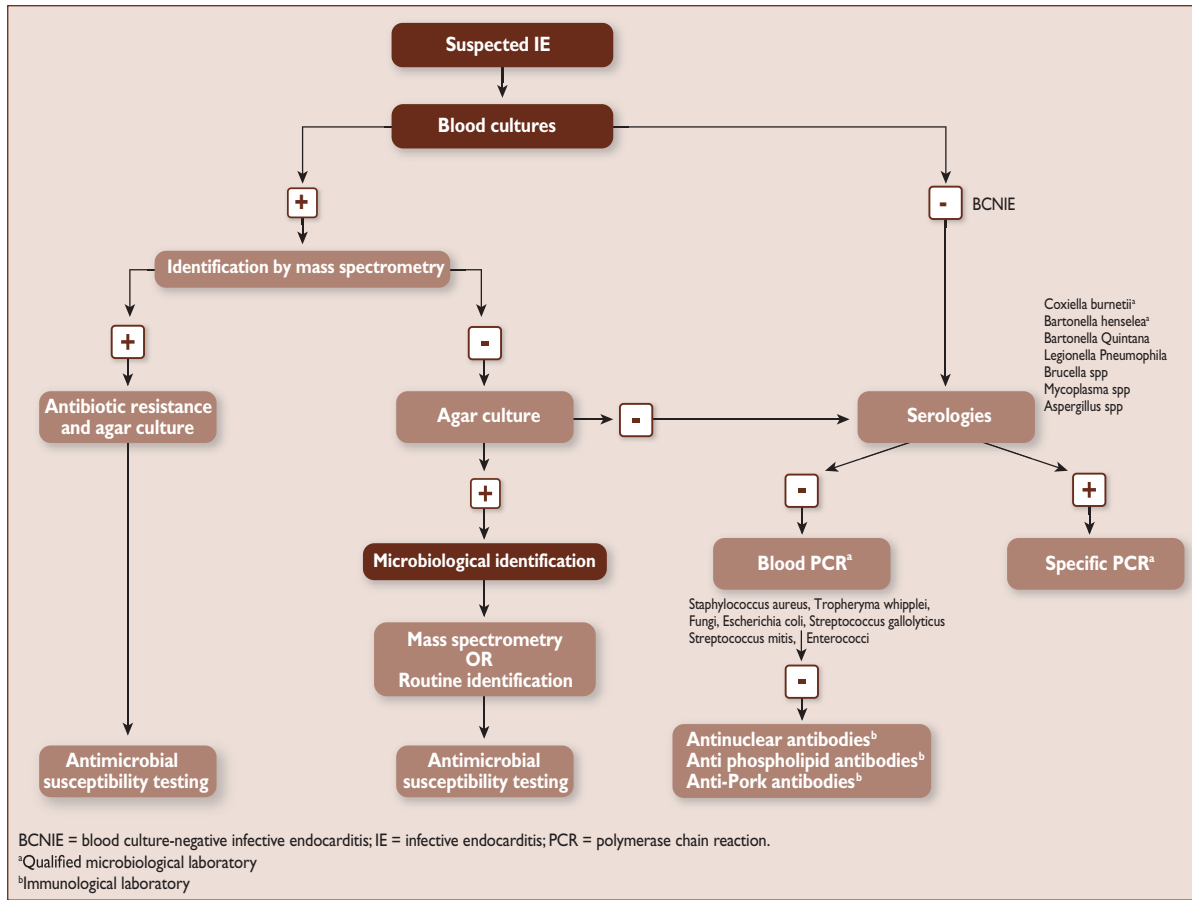 Suspected IE
Blood cultures
+
-
BCNIE
Identification by mass spectrometry
+
-
Coxiella burnetiiª
Bartonella henseleaª
Bartonella Quintana
Legionella Pneumophila
Brucella spp
Mycoplasma spp
Aspergillus spp
Antibiotic resistance
and agar culture
Agar culture
-
Serologies
+
-
+
Microbiological identification
Blood PCRª
Specific PCRª
Staphylococcus aureus, Tropheryma whipplei,
Fungi, Escherichia coli, Streptococcus gallolyticus
Streptococcus mitis, Enterococci
Mass spectrometry
OR
Routine identification
-
Antimicrobial
susceptibility testing
Antimicrobial
susceptibility testing
Antinuclear antibodiesᵇ
Anti phospholipid antibodiesᵇ
Anti-Pork antibodiesᵇ
BCNIE = blood culture-negative infective endocarditis; IE = infective endocarditis; PCR = polymerase chain reaction.
ªQualified microbiological laboratory
ᵇImmunological laboratory